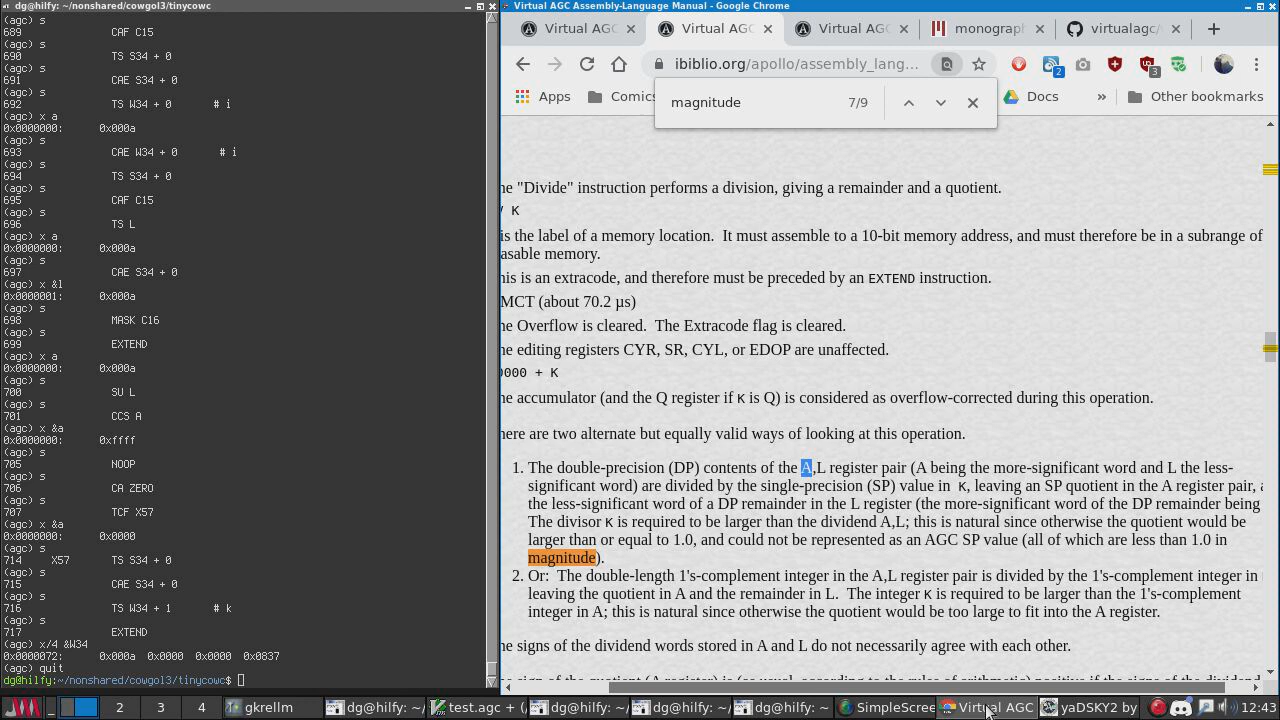 dg@hilfy: ~/nonshared/cowgol3/tinycowc
(agc) s
689 CAF C15
(agc) s
690 TS S34 + 0
(agc) s
691 CAE S34 + 0
(agc) s
692 TS W34 + 0 # i
(agc) x a
0x0000000: 0x000a
(agc) s
693 CAE W34 + 0 # i
(agc) s
694 TS S34 + 0
(agc) s
695 CAF C15
(agc) s
696 TS L
(agc) x a
0x0000000: 0x000a
(agc) s
697 CAE S34 + 0
(agc) x &l
0x0000001: 0x000a
(agc) s
698 MASK C16
(agc) s
699 EXTEND
(agc) x a
0x0000000: 0x000a
(agc) s
700 SU L
(agc) s
701 CCS A
(agc) x &a
0x0000000: 0xffff
(agc) s
705 NOOP
(agc) s
706 CA ZERO
(agc) s
707 TCF X57
(agc) x &a
0x0000000: 0x0000
(agc) s
714 X57 TS S34 + 0
(agc) s
715 CAE S34 + 0
(agc) s
716 TS W34 + 1 # k
(agc) s
717 EXTEND
(agc) x/4 &W34
0x0000072: 0x000a 0x0000 0x0000 0x0837
(agc) quit
dg@hilfy:~/nonshared/cowgol3/tinycowc$
Virtual AGC Assembly-Language Manual - Google Chrome
Virtual AGC
Virtual AGC
Virtual AGC
monograph
virtualagc/
ibiblio.org/apollo/assembly_lang...
2
3
Apps
Comics
Docs
»
Other bookmarks
magnitude 7/9
he "Divide" instruction performs a division, giving a remainder and a quotient.
K
is the label of a memory location. It must assemble to a 10-bit memory address, and must therefore be in a subrange of
asable memory.
his is an extracode, and therefore must be preceded by an EXTEND instruction.
MCT (about 70.2 µs)
he Overflow is cleared. The Extracode flag is cleared.
he editing registers CYR, SR, CYL, or EDOP are unaffected.
0000 + K
he accumulator (and the Q register if K is Q) is considered as overflow-corrected during this operation.
here are two alternate but equally valid ways of looking at this operation.
1. The double-precision (DP) contents of the A,L register pair (A being the more-significant word and L the less-
significant word) are divided by the single-precision (SP) value in K, leaving an SP quotient in the A register pair, a
the less-significant word of a DP remainder in the L register (the more-significant word of the DP remainder being
The divisor K is required to be larger than the dividend A,L; this is natural since otherwise the quotient would be
larger than or equal to 1.0, and could not be represented as an AGC SP value (all of which are less than 1.0 in
magnitude).
2. Or: The double-length 1's-complement integer in the A,L register pair is divided by the 1's-complement integer in
leaving the quotient in A and the remainder in L. The integer K is required to be larger than the 1's-complement
integer in A; this is natural since otherwise the quotient would be too large to fit into the A register.
he signs of the dividend words stored in A and L do not necessarily agree with each other.
2
3
4
gkrellm
dg@hilfy: ~/
test.agc + (
dg@hilfy: ~/
dg@hilfy: ~/
dg@hilfy: ~/
SimpleScree
Virtual AGC
yaDSKY2 by
12:43